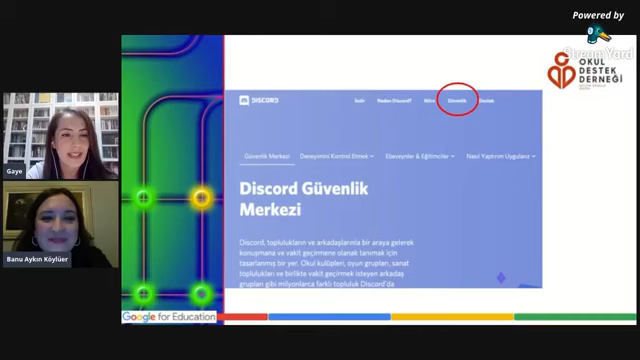 Powered by
StreamYard
OKUL
DESTEK
DERNEĞİ
DISCORD
İndir Neden Discord? Nitro Güvenlik Destek
Güvenlik Merkezi Deneyimini Kontrol Etmek Ebeveynler & Eğitimciler Nasıl Yaptırım Uygularız
Discord Güvenlik
Merkezi
Discord, toplulukların ve arkadaşlarınla bir araya gelerek
konuşmana ve vakit geçirmene olanak tanımak için
tasarlanmış bir yer. Okul kulüpleri, oyun grupları, sanat
toplulukları ve birlikte vakit geçirmek isteyen arkadaş
grupları gibi milyonlarca farklı topluluk Discord'da
Gaye
Banu Aykın Köylüer
Google for Education